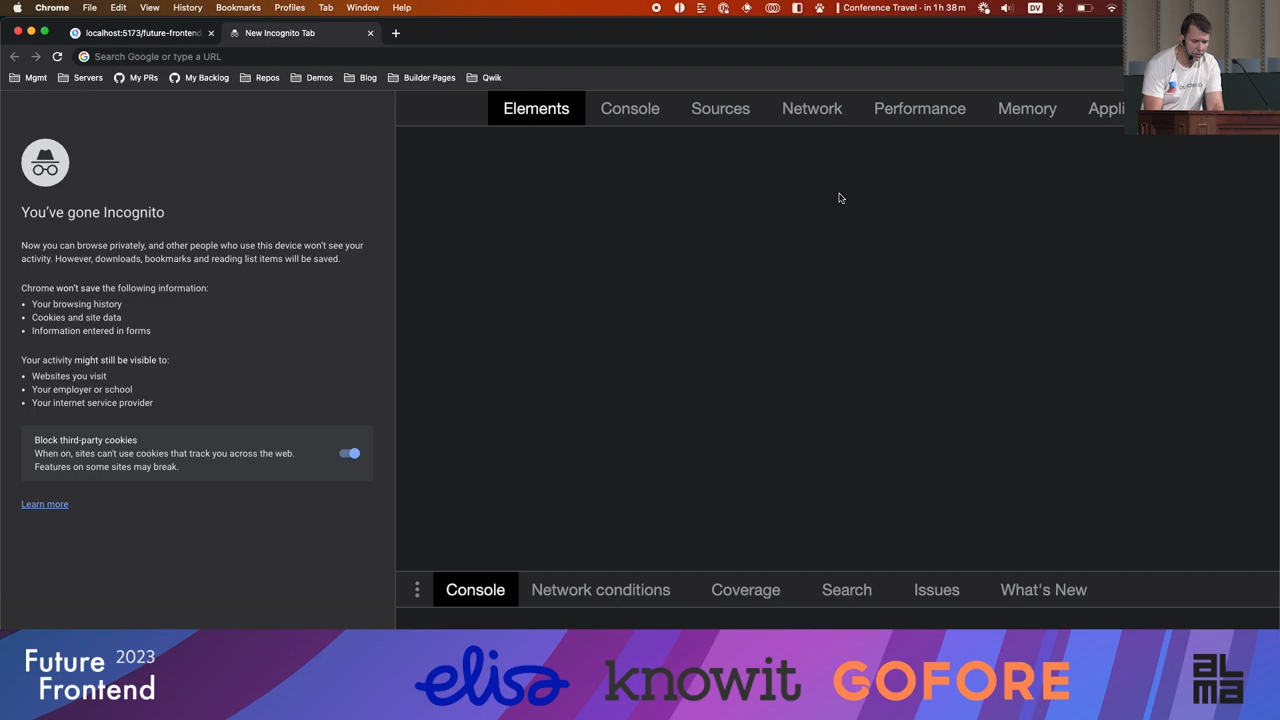 Chrome File Edit View History Bookmarks Profiles Tab Window Help
Conference Travel • in 1 h 38 m
DV
localhost:5173/future-frontend
New Incognito Tab
Search Google or type a URL
Mgmt Servers My PRs My Backlog Repos Demos Blog Builder Pages Qwik
Elements Console Sources Network Performance Memory Appli
You've gone Incognito
Now you can browse privately, and other people who use this device won't see your
activity. However, downloads, bookmarks and reading list items will be saved.
Chrome won't save the following information:
• Your browsing history
• Cookies and site data
• Information entered in forms
Your activity might still be visible to:
• Websites you visit
• Your employer or school
• Your internet service provider
Block third-party cookies
When on, sites can't use cookies that track you across the web.
Features on some sites may break.
Learn more
Console Network conditions Coverage Search Issues What's New
Future 2023
Frontend
elisa
knowit
GOFORE
ALMA